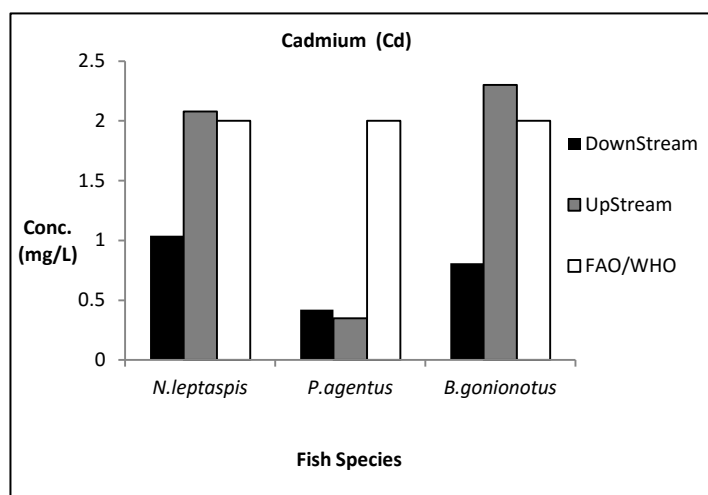 Cadmium (Cd)
2.5
2
1.5
1
0.5
0
Conc.
(mg/L)
N.leptaspis
P.agentus
B.gonionotus
Fish Species
DownStream
UpStream
FAO/WHO